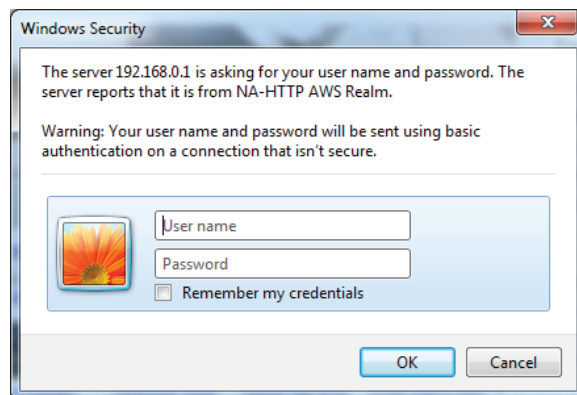 Windows Security
The server 192.168.0.1 is asking for your user name and password. The
server reports that it is from NA-HTTP AWS Realm.
Warning: Your user name and password will be sent using basic
authentication on a connection that isn't secure.
User name
Password
Remember my credentials
OK Cancel